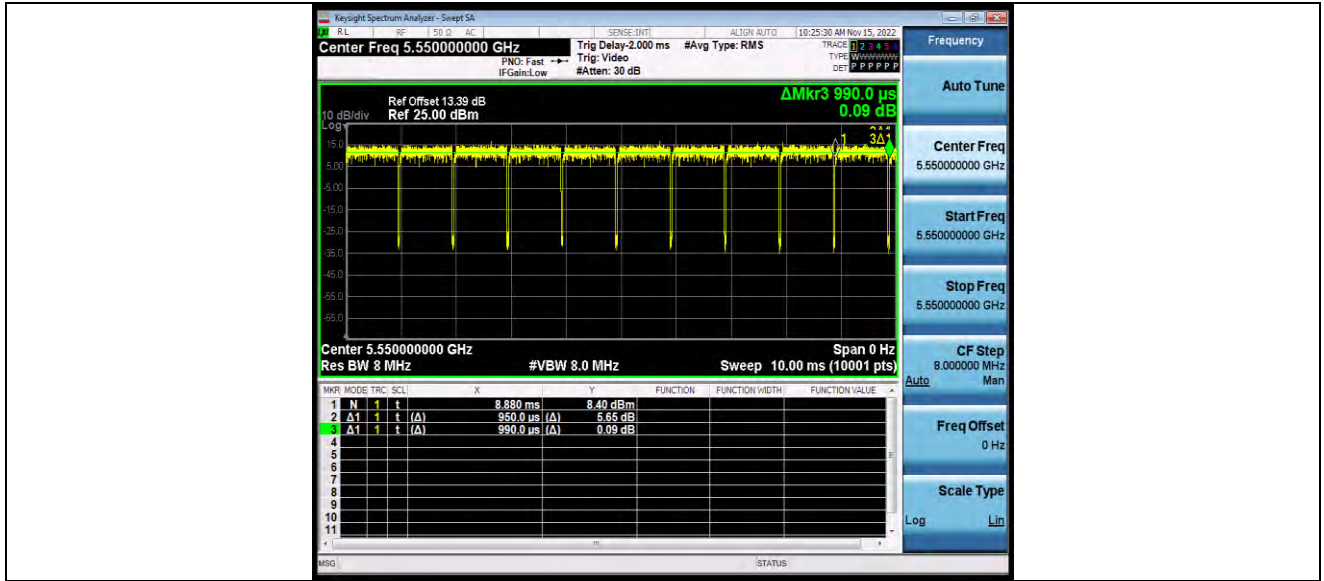 Keysight Spectrum Analyzer - Swept SA
RL RF 50 Ω AC SENSE:INT ALIGN AUTO 10:25:30 AM Nov 15, 2022
Center Freq 5.550000000 GHz
PNO: Fast
IFGain:Low
Trig Delay-2.000 ms
Trig: Video
#Atten: 30 dB
#Avg Type: RMS
TRACE 1 2 3 4 5 6
TYPE WWWWWW
DET P P P P P P
ΔMkr3 990.0 µs
0.09 dB
Ref Offset 13.39 dB
10 dB/div Ref 25.00 dBm
Log
15.0
5.00
-5.00
-15.0
-25.0
-35.0
-45.0
-55.0
-65.0
1
3Δ1
Center 5.550000000 GHz Span 0 Hz
Res BW 8 MHz #VBW 8.0 MHz Sweep 10.00 ms (10001 pts)
MKR MODE TRC SCL X Y FUNCTION FUNCTION WIDTH FUNCTION VALUE
1 N 1 t 8.880 ms 8.40 dBm
2 Δ1 1 t (Δ) 950.0 µs (Δ) 5.65 dB
3 Δ1 1 t (Δ) 990.0 µs (Δ) 0.09 dB
4
5
6
7
8
9
10
11
MSG STATUS
Frequency
Auto Tune
Center Freq
5.550000000 GHz
Start Freq
5.550000000 GHz
Stop Freq
5.550000000 GHz
CF Step
8.000000 MHz
Auto Man
Freq Offset
0 Hz
Scale Type
Log Lin